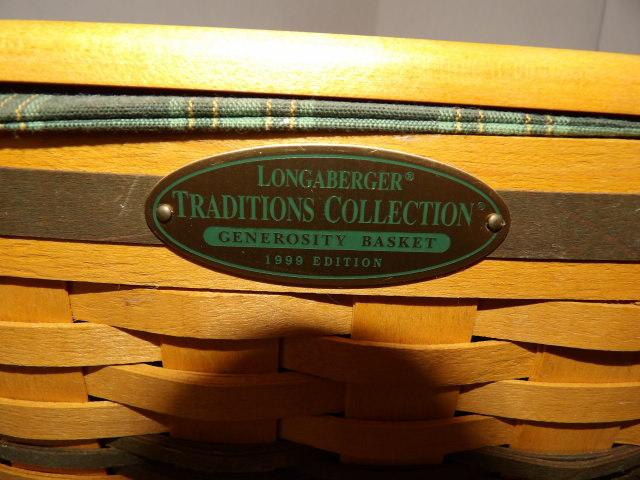 LONGABERGER®
TRADITIONS COLLECTION®
GENEROSITY BASKET
1999 EDITION